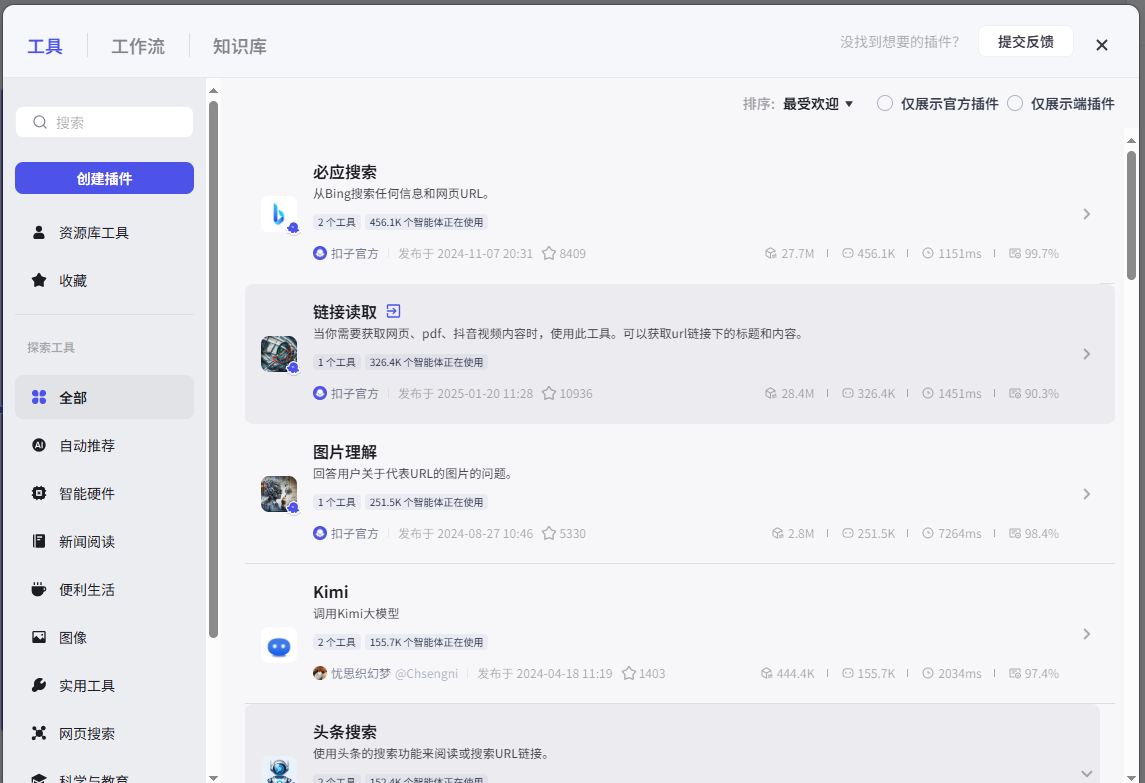 工具
工作流
知识库
没找到想要的插件?
提交反馈
搜索
创建插件
资源库工具
收藏
探索工具
全部
自动推荐
智能硬件
新闻阅读
便利生活
图像
实用工具
网页搜索
科学与教育
排序: 最受欢迎
仅展示官方插件
仅展示端插件
必应搜索
从Bing搜索任何信息和网页URL。
2 个工具 456.1K 个智能体正在使用
扣子官方 发布于 2024-11-07 20:31 8409 27.7M 456.1K 1151ms 99.7%
链接读取
当你需要获取网页、pdf、抖音视频内容时，使用此工具。可以获取url链接下的标题和内容。
1 个工具 326.4K 个智能体正在使用
扣子官方 发布于 2025-01-20 11:28 10936 28.4M 326.4K 1451ms 90.3%
图片理解
回答用户关于代表URL的图片的问题。
1 个工具 251.5K 个智能体正在使用
扣子官方 发布于 2024-08-27 10:46 5330 2.8M 251.5K 7264ms 98.4%
Kimi
调用Kimi大模型
2 个工具 155.7K 个智能体正在使用
忧思织幻梦 @Chsengni 发布于 2024-04-18 11:19 1403 444.4K 155.7K 2034ms 97.4%
头条搜索
使用头条的搜索功能来阅读或搜索URL链接。
2 个工具 152.4K 个智能体正在使用